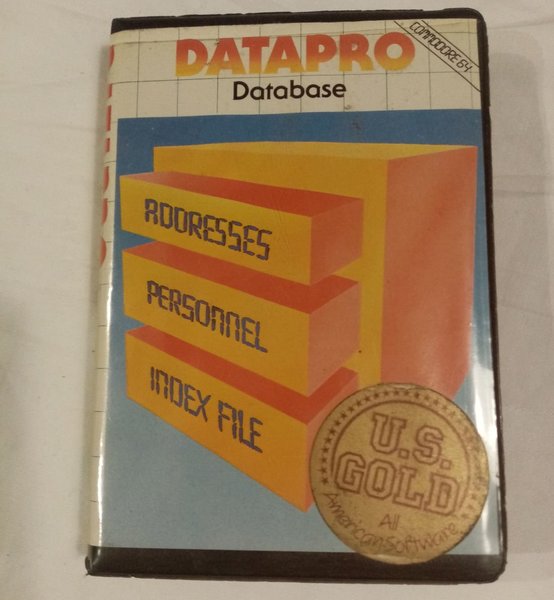 DATAPRO
Database
COMMODORE 64
ADDRESSES
PERSONNEL
INDEX FILE
U.S.
GOLD
All
American Software